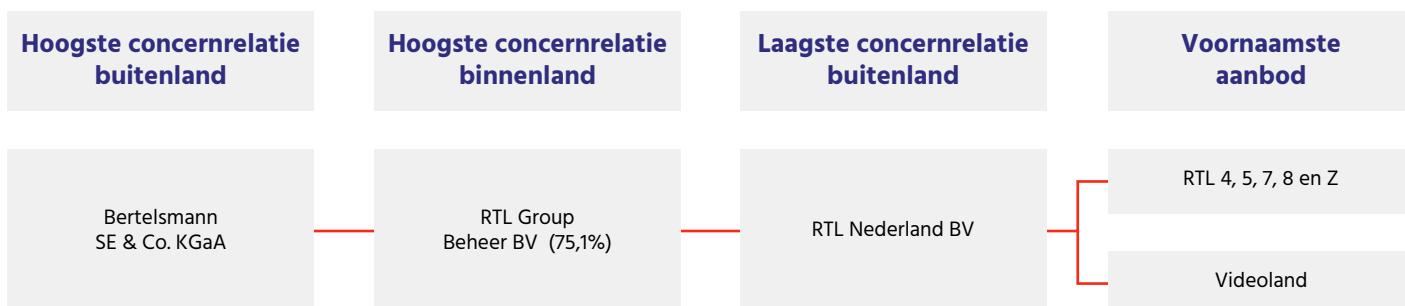 Hoogste concernrelatie
buitenland
Hoogste concernrelatie
binnenland
Laagste concernrelatie
buitenland
Voornaamste
aanbod
Bertelsmann
SE & Co. KGaA
RTL Group
Beheer BV (75,1%)
RTL Nederland BV
RTL 4, 5, 7, 8 en Z
Videoland